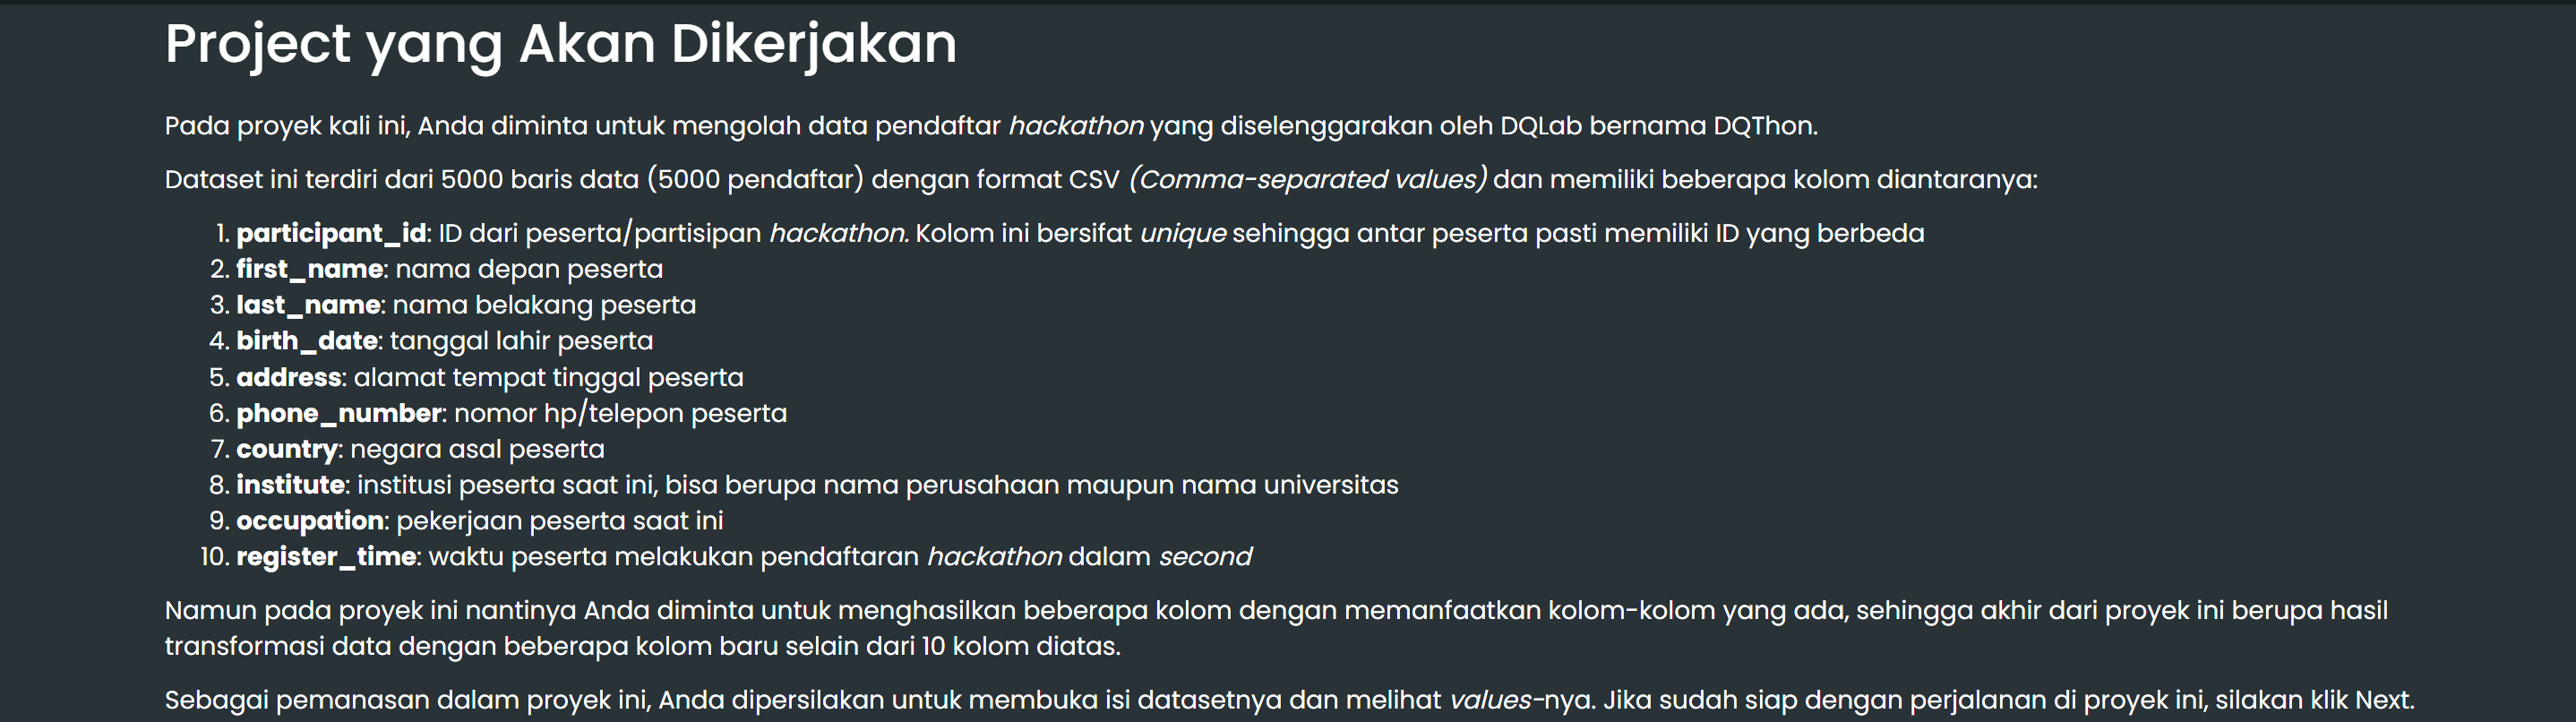 Project yang Akan Dikerjakan
Pada proyek kali ini, Anda diminta untuk mengolah data pendaftar hackathon yang diselenggarakan oleh DQLab bernama DQThon.
Dataset ini terdiri dari 5000 baris data (5000 pendaftar) dengan format CSV (Comma-separated values) dan memiliki beberapa kolom diantaranya:
1. participant_id: ID dari peserta/partisipan hackathon. Kolom ini bersifat unique sehingga antar peserta pasti memiliki ID yang berbeda
2. first_name: nama depan peserta
3. last_name: nama belakang peserta
4. birth_date: tanggal lahir peserta
5. address: alamat tempat tinggal peserta
6. phone_number: nomor hp/telepon peserta
7. country: negara asal peserta
8. institute: institusi peserta saat ini, bisa berupa nama perusahaan maupun nama universitas
9. occupation: pekerjaan peserta saat ini
10. register_time: waktu peserta melakukan pendaftaran hackathon dalam second
Namun pada proyek ini nantinya Anda diminta untuk menghasilkan beberapa kolom dengan memanfaatkan kolom-kolom yang ada, sehingga akhir dari proyek ini berupa hasil
transformasi data dengan beberapa kolom baru selain dari 10 kolom diatas.
Sebagai pemanasan dalam proyek ini, Anda dipersilakan untuk membuka isi datasetnya dan melihat values-nya. Jika sudah siap dengan perjalanan di proyek ini, silakan klik Next.